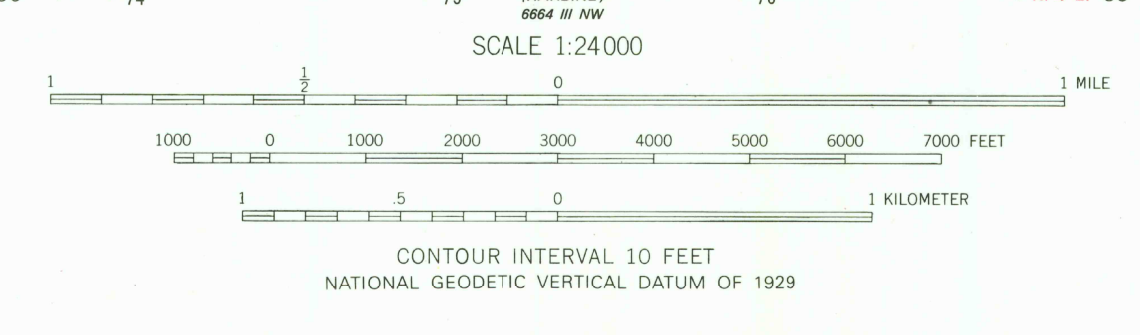 6664 III NW
SCALE 1:24000
1 1/2 0 1 MILE
1000 0 1000 2000 3000 4000 5000 6000 7000 FEET
1 .5 0 1 KILOMETER
CONTOUR INTERVAL 10 FEET
NATIONAL GEODETIC VERTICAL DATUM OF 1929